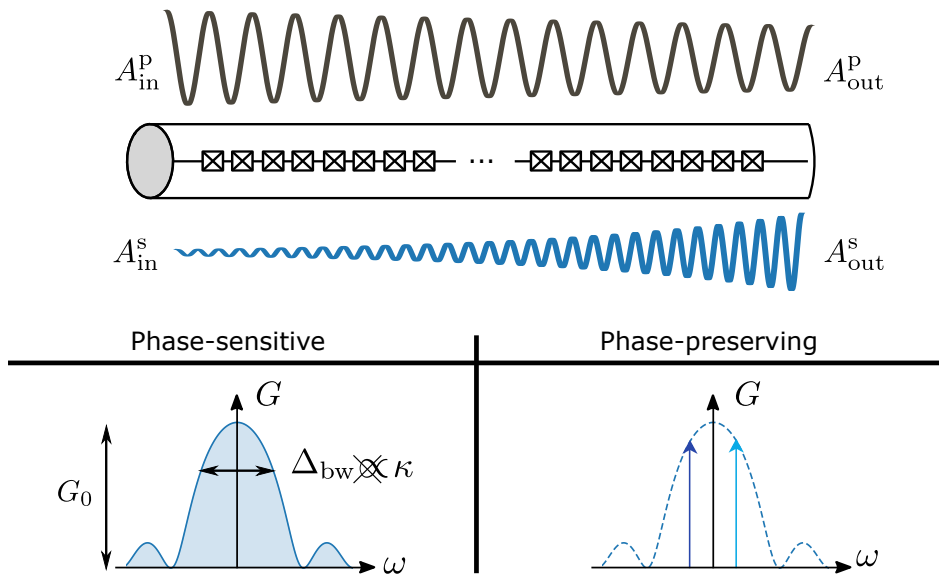 A^p_in
A^p_out
...
A^s_in
A^s_out
Phase-sensitive
Phase-preserving
G
G
G_0
Δ_bw ∝̸ κ
ω
ω